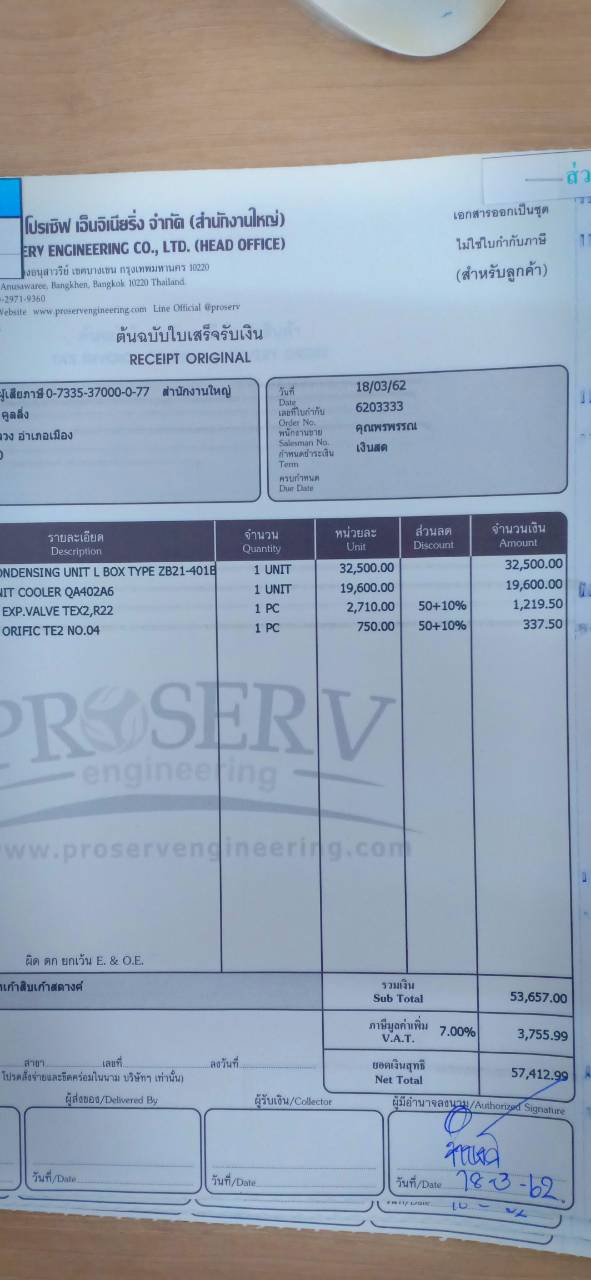 ส่ว
โปรเซิฟ เอ็นจิเนียริ่ง จำกัด (สำนักงานใหญ่)
เอกสารออกเป็นชุด
ERV ENGINEERING CO., LTD. (HEAD OFFICE)
ไม่ใช่ใบกำกับภาษี
วงอนุสาวรีย์ เขตบางเขน กรุงเทพมหานคร 10220
(สำหรับลูกค้า)
Anusawaree, Bangkhen, Bangkok 10220 Thailand.
-2971-9360
Website www.proservengineering.com Line Official @proserv
ต้นฉบับใบเสร็จรับเงิน
RECEIPT ORIGINAL
ผู้เสียภาษี 0-7335-37000-0-77 สำนักงานใหญ่
คูลลิ่ง
วง อำเภอเมือง
0
วันที่ 18/03/62
Date
เลขที่ใบกำกับ 6203333
Order No.
พนักงานขาย คุณพรพรรณ
Salesman No.
กำหนดชำระเงิน เงินสด
Term
ครบกำหนด
Due Date
รายละเอียด จำนวน หน่วยละ ส่วนลด จำนวนเงิน
Description Quantity Unit Discount Amount
ONDENSING UNIT L BOX TYPE ZB21-401E 1 UNIT 32,500.00 32,500.00
NIT COOLER QA402A6 1 UNIT 19,600.00 19,600.00
EXP.VALVE TEX2,R22 1 PC 2,710.00 50+10% 1,219.50
ORIFIC TE2 NO.04 1 PC 750.00 50+10% 337.50
PROSERV
engineering
www.proservengineering.com
ผิด ตก ยกเว้น E. & O.E.
เก้าสิบเก้าสตางค์
รวมเงิน
Sub Total 53,657.00
ภาษีมูลค่าเพิ่ม 7.00% 3,755.99
V.A.T.
ยอดเงินสุทธิ 57,412.99
Net Total
สาขา เลขที่ ลงวันที่
โปรดสั่งจ่ายและขีดคร่อมในนาม บริษัทฯ เท่านั้น)
ผู้ส่งของ/Delivered By ผู้รับเงิน/Collector ผู้มีอำนาจลงนาม/Authorized Signature
วันที่/Date วันที่/Date วันที่/Date 18-3-62